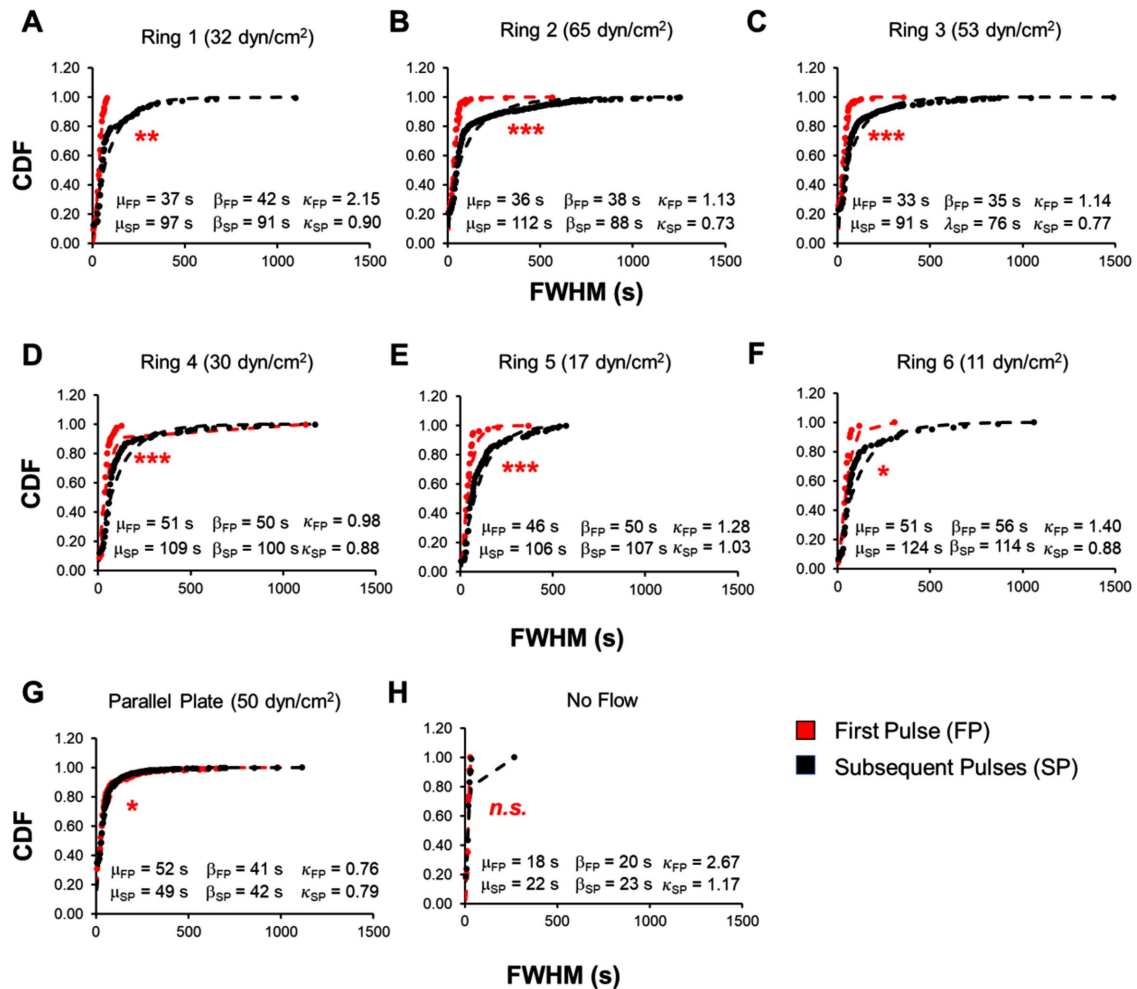 A
Ring 1 (32 dyn/cm²)
CDF
1.20
1.00
0.80
0.60
0.40
0.20
0.00
**
μFP = 37 s βFP = 42 s κFP = 2.15
μSP = 97 s βSP = 91 s κSP = 0.90
0 500 1000 1500
B
Ring 2 (65 dyn/cm²)
1.20
1.00
0.80
0.60
0.40
0.20
0.00
***
μFP = 36 s βFP = 38 s κFP = 1.13
μSP = 112 s βSP = 88 s κSP = 0.73
0 500 1000 1500
C
Ring 3 (53 dyn/cm²)
1.20
1.00
0.80
0.60
0.40
0.20
0.00
***
μFP = 33 s βFP = 35 s κFP = 1.14
μSP = 91 s λSP = 76 s κSP = 0.77
0 500 1000 1500
FWHM (s)
D
Ring 4 (30 dyn/cm²)
CDF
1.20
1.00
0.80
0.60
0.40
0.20
0.00
***
μFP = 51 s βFP = 50 s κFP = 0.98
μSP = 109 s βSP = 100 s κSP = 0.88
0 500 1000 1500
E
Ring 5 (17 dyn/cm²)
1.20
1.00
0.80
0.60
0.40
0.20
0.00
***
μFP = 46 s βFP = 50 s κFP = 1.28
μSP = 106 s βSP = 107 s κSP = 1.03
0 500 1000 1500
F
Ring 6 (11 dyn/cm²)
1.20
1.00
0.80
0.60
0.40
0.20
0.00
*
μFP = 51 s βFP = 56 s κFP = 1.40
μSP = 124 s βSP = 114 s κSP = 0.88
0 500 1000 1500
FWHM (s)
G
Parallel Plate (50 dyn/cm²)
CDF
1.20
1.00
0.80
0.60
0.40
0.20
0.00
*
μFP = 52 s βFP = 41 s κFP = 0.76
μSP = 49 s βSP = 42 s κSP = 0.79
0 500 1000 1500
H
No Flow
1.20
1.00
0.80
0.60
0.40
0.20
0.00
n.s.
μFP = 18 s βFP = 20 s κFP = 2.67
μSP = 22 s βSP = 23 s κSP = 1.17
0 500 1000 1500
FWHM (s)
First Pulse (FP)
Subsequent Pulses (SP)